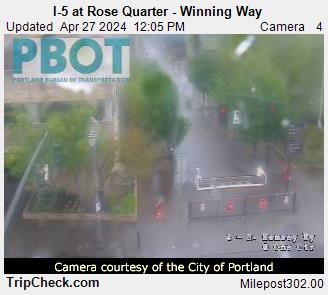 I-5 at Rose Quarter - Winning Way
Updated Apr 27 2024 12:05 PM Camera 4
PBOT
PORTLAND BUREAU OF TRANSPORTATION
Camera courtesy of the City of Portland
TripCheck.com Milepost302.00